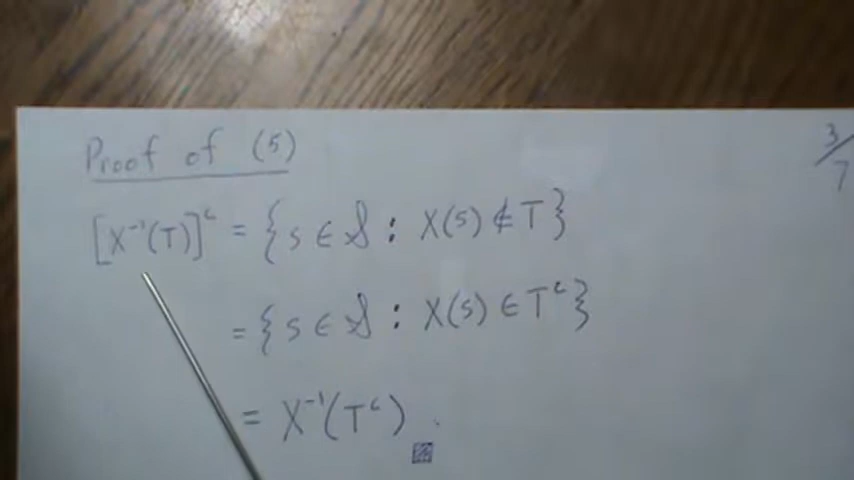 Proof of (5)
3/7
[X⁻¹(T)]ᶜ = {s ∈ 𝒮 : X(s) ∉ T}
= {s ∈ 𝒮 : X(s) ∈ Tᶜ}
= X⁻¹(Tᶜ).